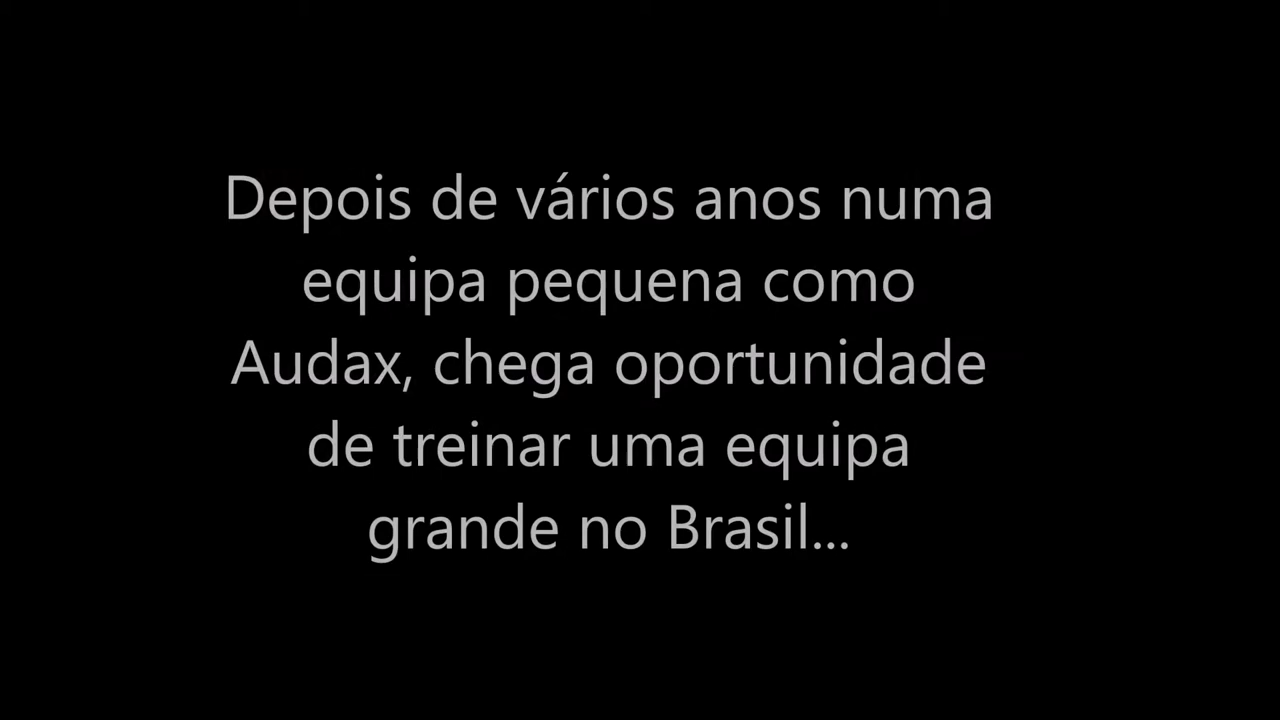 Depois de vários anos numa
equipa pequena como
Audax, chega oportunidade
de treinar uma equipa
grande no Brasil...